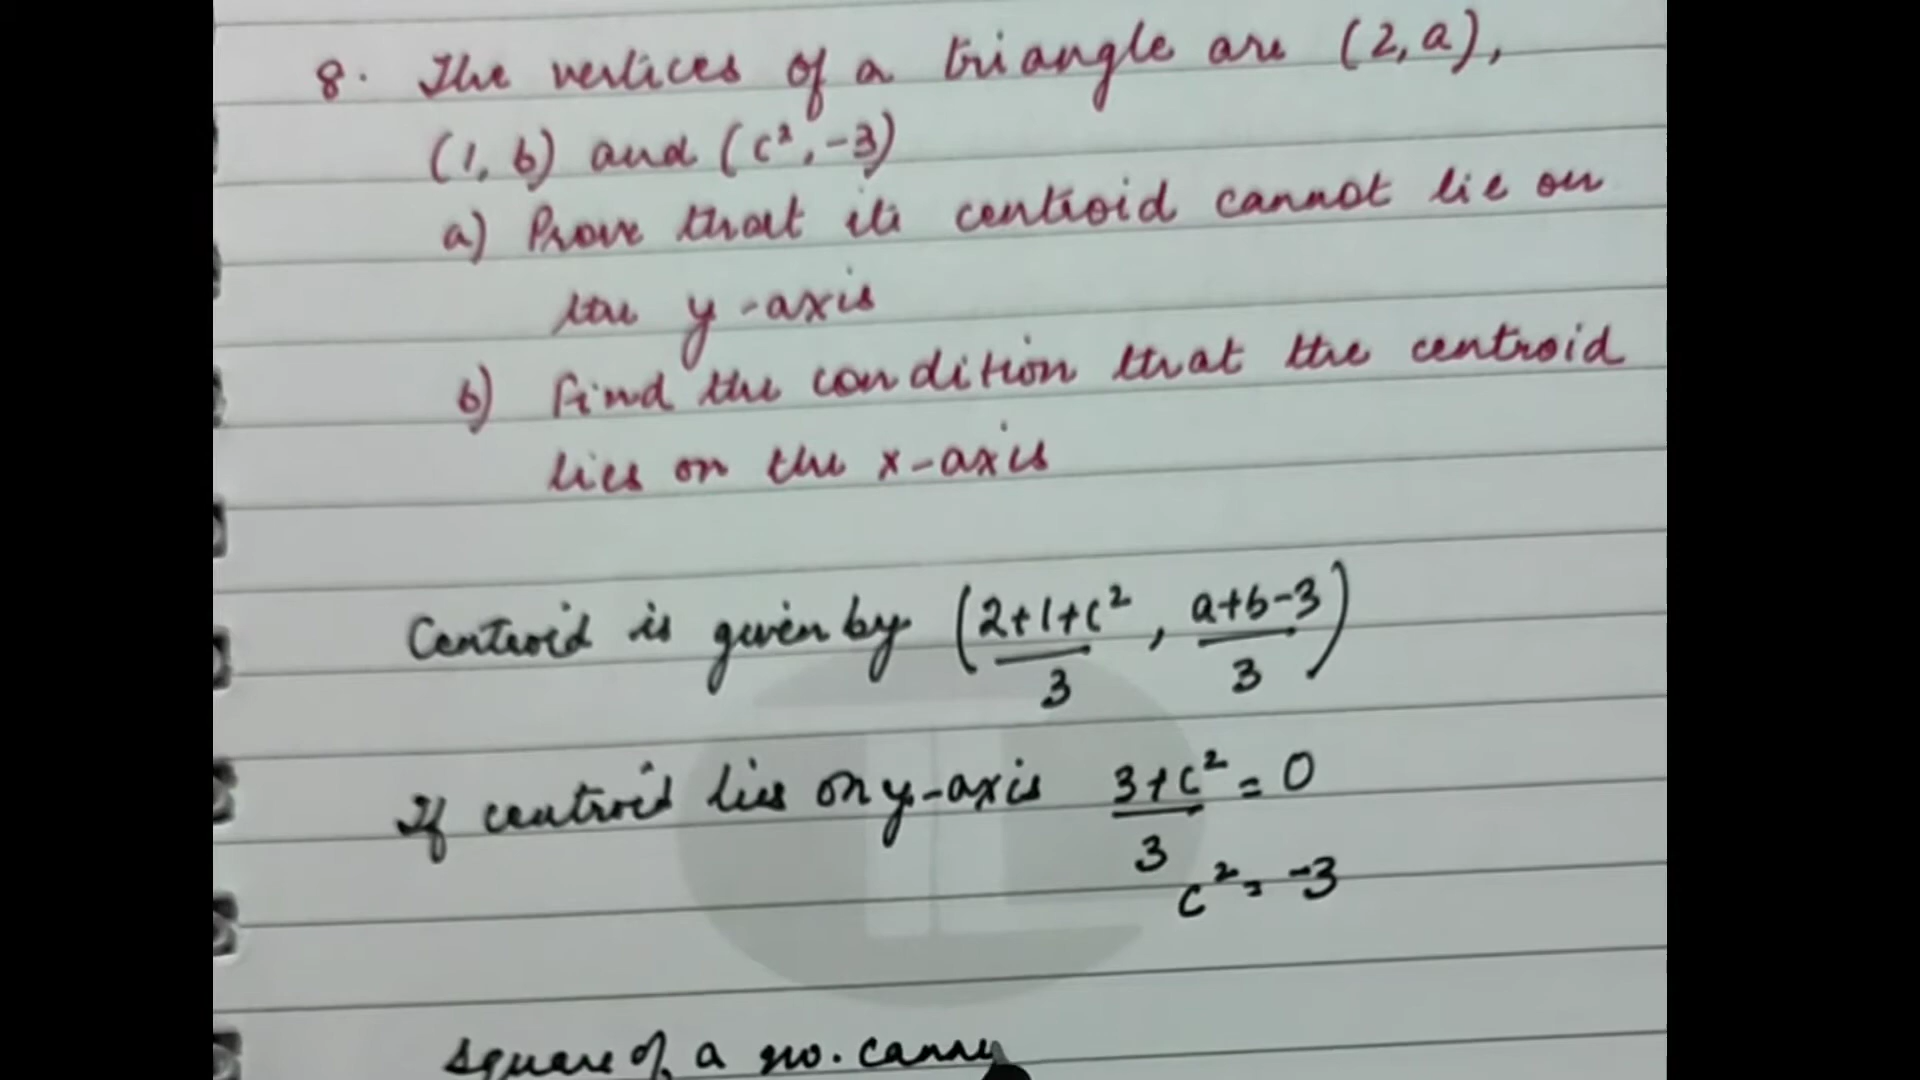 8. The vertices of a triangle are (2, a),
(1, b) and (c², -3)
a) Prove that its centroid cannot lie on
the y-axis
b) Find the condition that the centroid
lies on the x-axis
Centroid is given by (2+1+c²/3, a+b-3/3)
If centroid lies on y-axis 3+c²/3 = 0
c² = -3
square of a no.